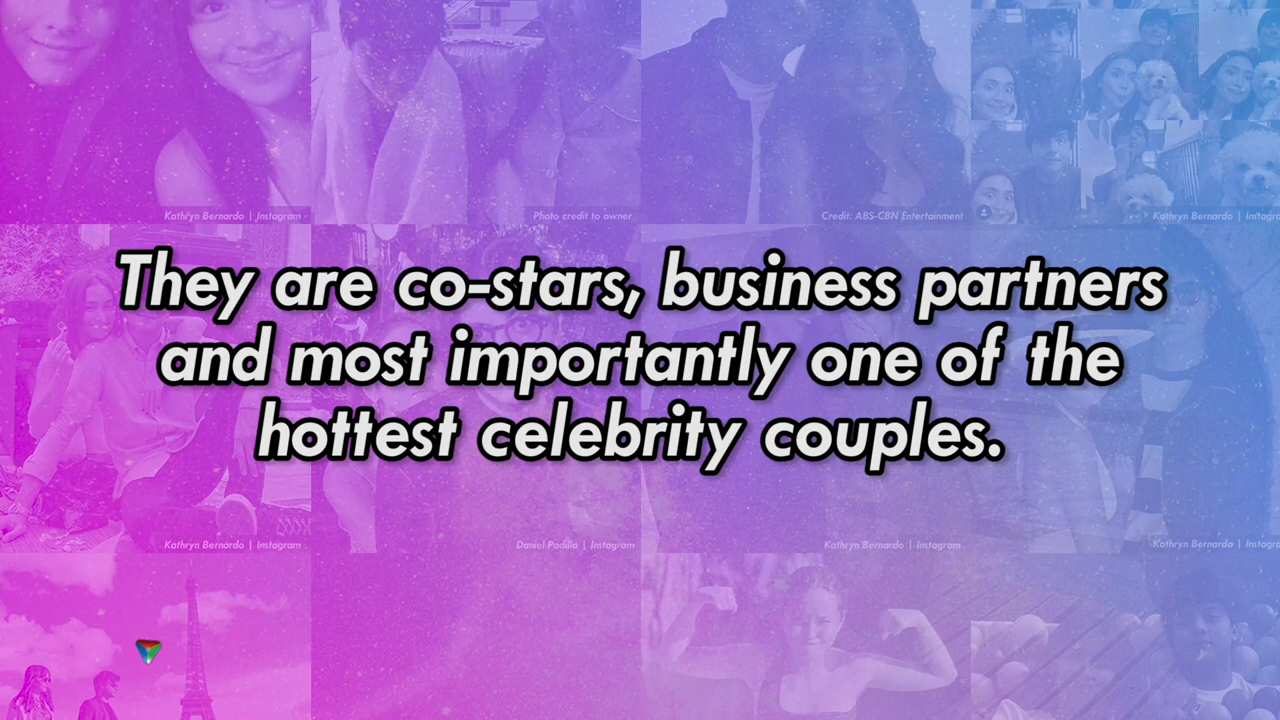 Kathryn Bernardo | Instagram
Photo credit to owner
Credit: ABS-CBN Entertainment
Kathryn Bernardo | Instagra
They are co-stars, business partners
and most importantly one of the
hottest celebrity couples.
Kathryn Bernardo | Instagram
Daniel Padilla | Instagram
Kathryn Bernardo | Instagram
Kathryn Bernardo | Instagra